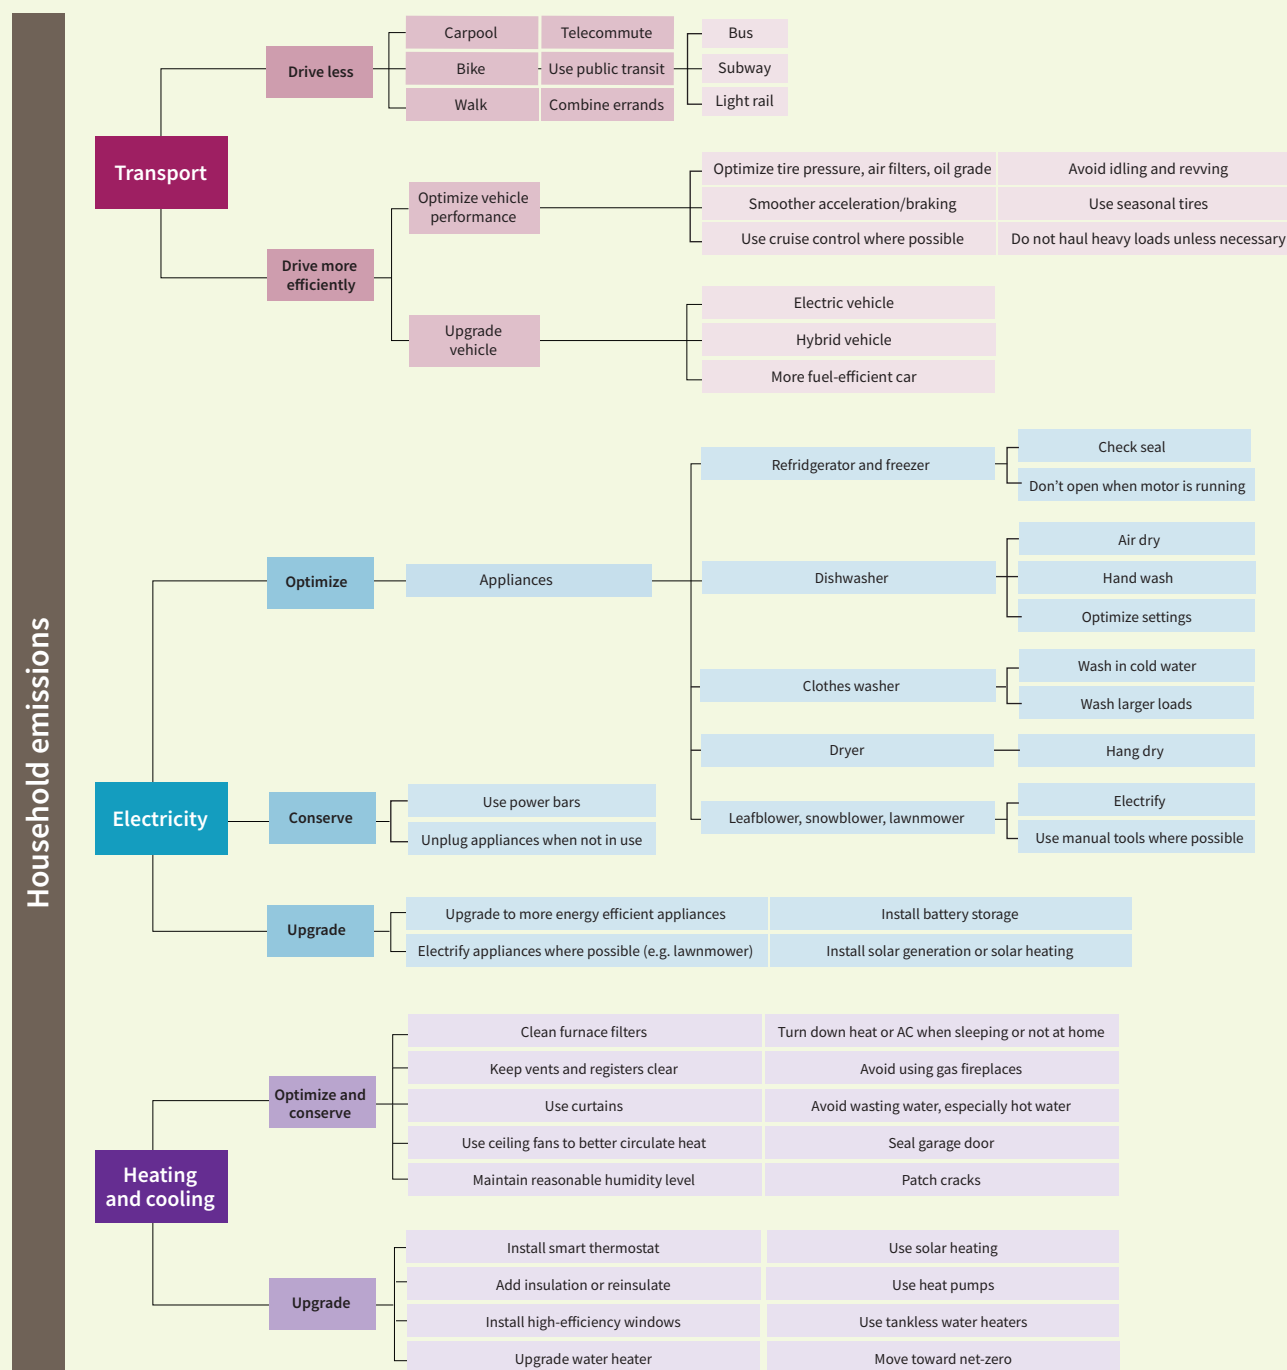 Household emissions
Transport
Drive less
Carpool
Telecommute
Bike
Use public transit
Walk
Combine errands
Bus
Subway
Light rail
Drive more
efficiently
Optimize vehicle
performance
Optimize tire pressure, air filters, oil grade
Avoid idling and revving
Smoother acceleration/braking
Use seasonal tires
Use cruise control where possible
Do not haul heavy loads unless necessary
Upgrade
vehicle
Electric vehicle
Hybrid vehicle
More fuel-efficient car
Electricity
Optimize
Appliances
Refridgerator and freezer
Check seal
Don’t open when motor is running
Dishwasher
Air dry
Hand wash
Optimize settings
Clothes washer
Wash in cold water
Wash larger loads
Dryer
Hang dry
Leafblower, snowblower, lawnmower
Electrify
Use manual tools where possible
Conserve
Use power bars
Unplug appliances when not in use
Upgrade
Upgrade to more energy efficient appliances
Install battery storage
Electrify appliances where possible (e.g. lawnmower)
Install solar generation or solar heating
Heating
and cooling
Optimize and
conserve
Clean furnace filters
Turn down heat or AC when sleeping or not at home
Keep vents and registers clear
Avoid using gas fireplaces
Use curtains
Avoid wasting water, especially hot water
Use ceiling fans to better circulate heat
Seal garage door
Maintain reasonable humidity level
Patch cracks
Upgrade
Install smart thermostat
Use solar heating
Add insulation or reinsulate
Use heat pumps
Install high-efficiency windows
Use tankless water heaters
Upgrade water heater
Move toward net-zero